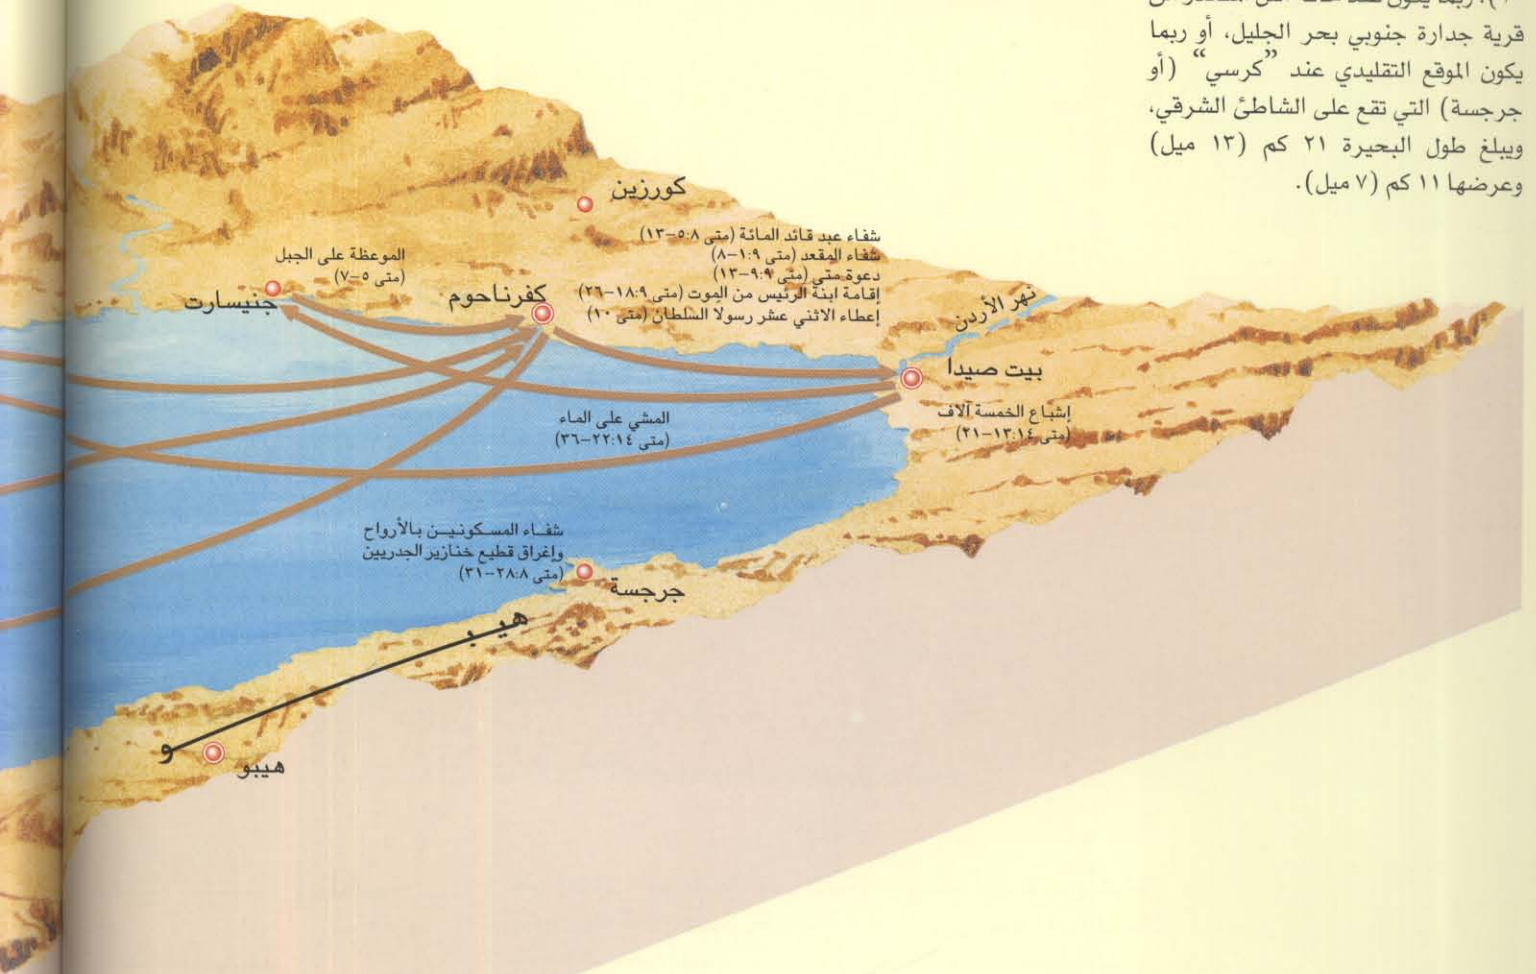 قرية جدارة جنوبي بحر الجليل، أو ربما
يكون الموقع التقليدي عند "كرسي" (أو
جرجسة) التي تقع على الشاطئ الشرقي،
ويبلغ طول البحيرة ٢١ كم (١٣ ميل)
وعرضها ١١ كم (٧ ميل).
كورزين
شفاء عبد قائد المائة (متى ٥:٨–١٣)
شفاء المقعد (متى ١:٩–٨)
دعوة متى (متى ٩:٩–١٣)
إقامة ابنة الرئيس من الموت (متى ١٨:٩–٢٦)
إعطاء الاثني عشر رسولا السلطان (متى ١٠)
الموعظة على الجبل
(متى ٥–٧)
جنيسارت
كفرناحوم
نهر الأردن
بيت صيدا
إشباع الخمسة آلاف
(متى ١٣:١٤–٢١)
المشي على الماء
(متى ٢٢:١٤–٣٦)
شفاء المسكونين بالأرواح
وإغراق قطيع خنازير الجدريين
(متى ٢٨:٨–٣١)
جرجسة
هيبو
هيبو